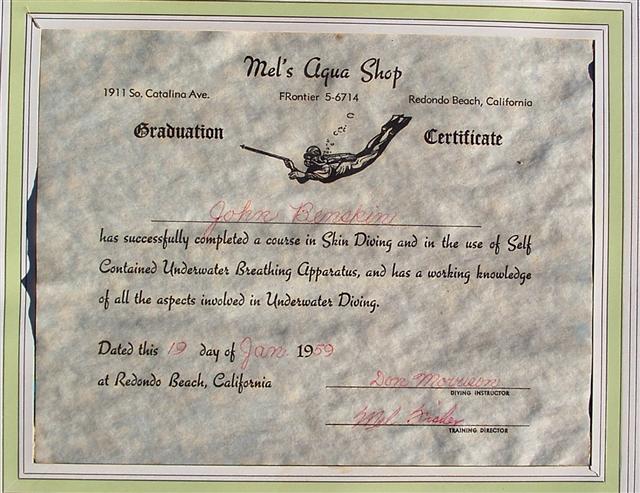 Mel's Aqua Shop
1911 So. Catalina Ave. FRontier 5-6714 Redondo Beach, California
Graduation Certificate
John Benskin
has successfully completed a course in Skin Diving and in the use of Self
Contained Underwater Breathing Apparatus, and has a working knowledge
of all the aspects involved in Underwater Diving.
Dated this 19 day of Jan. 1959
at Redondo Beach, California
Don Morrison
DIVING INSTRUCTOR
Mel Fisher
TRAINING DIRECTOR